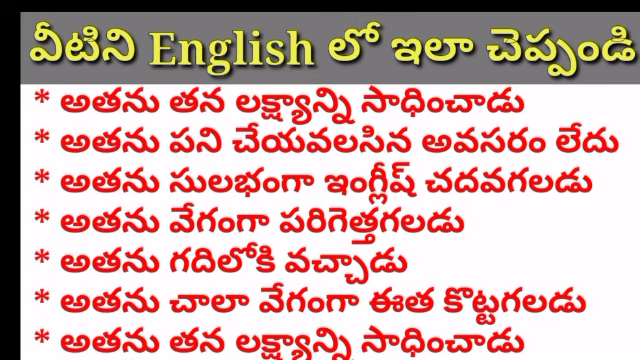 వీటిని English లో ఇలా చెప్పండి
* అతను తన లక్ష్యాన్ని సాధించాడు
* అతను పని చేయవలసిన అవసరం లేదు
* అతను సులభంగా ఇంగ్లీష్ చదవగలడు
* అతను వేగంగా పరిగెత్తగలడు
* అతను గదిలోకి వచ్చాడు
* అతను చాలా వేగంగా ఈత కొట్టగలడు
* అతను తన లక్ష్యాన్ని సాధించాడు